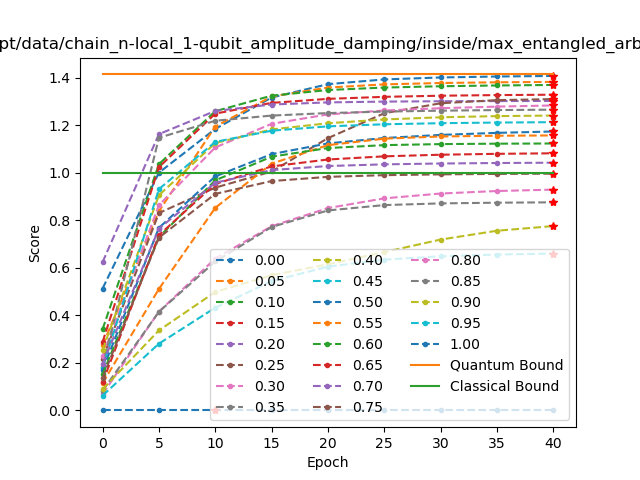 pt/data/chain_n-local_1-qubit_amplitude_damping/inside/max_entangled_arb
1.4
1.2
1.0
0.8
0.6
0.4
0.2
0.0
Score
0 5 10 15 20 25 30 35 40
Epoch
0.00 0.40 0.80
0.05 0.45 0.85
0.10 0.50 0.90
0.15 0.55 0.95
0.20 0.60 1.00
0.25 0.65 Quantum Bound
0.30 0.70 Classical Bound
0.35 0.75